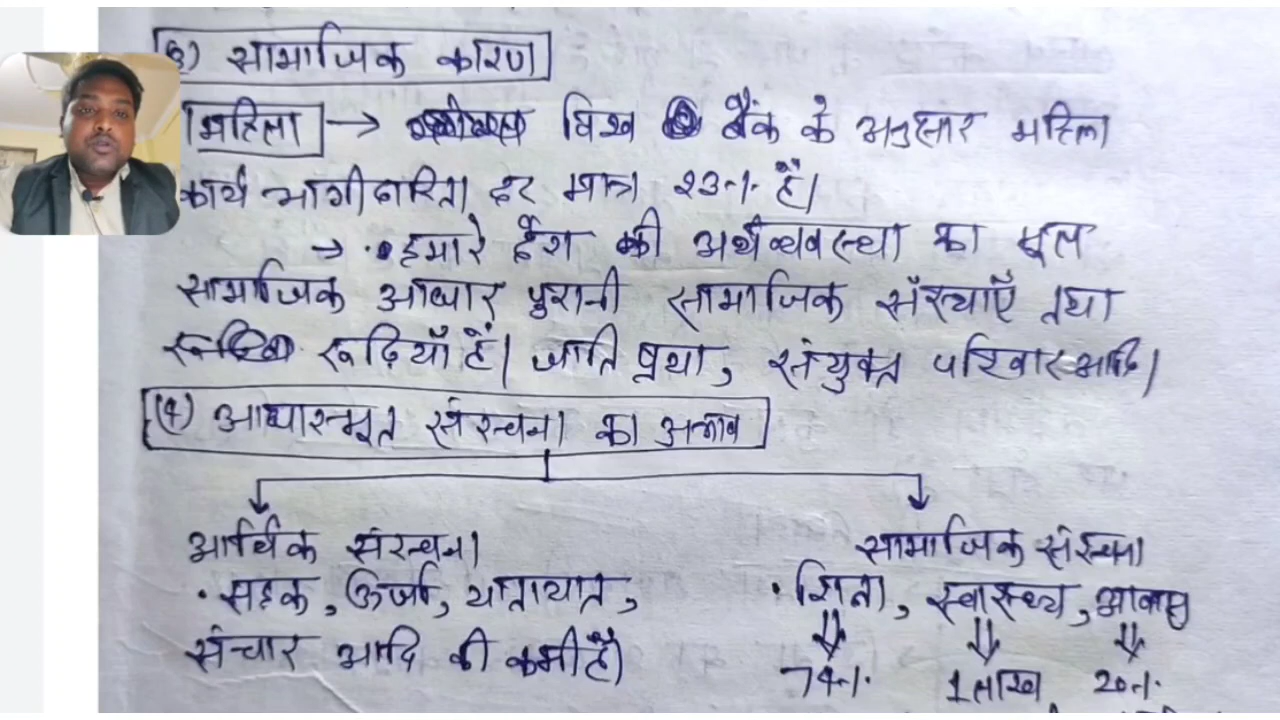 (3) सामाजिक कारण
महिला → विश्व बैंक के अनुसार महिला
कार्य भागीदारिता दर मात्र 23% है।
→ • हमारे देश की अर्थव्यवस्था का मूल
सामाजिक आधार पुरानी सामाजिक संस्थाएँ तथा
रूढ़ियाँ हैं। जाति प्रथा, संयुक्त परिवार आदि।
(4) आधारभूत संरचना का अभाव
आर्थिक संरचना
सामाजिक संरचना
• सड़क, ऊर्जा, यातायात,
संचार आदि की कमी है।
• शिक्षा, स्वास्थ्य, आवास
74% 1 लाख 20%